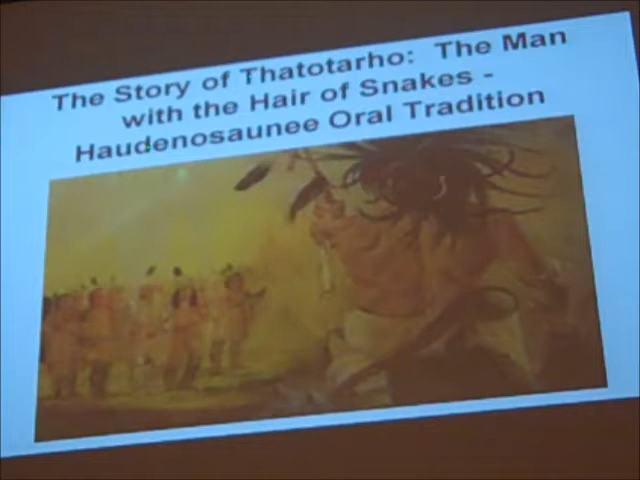 The Story of Thatotarho: The Man
with the Hair of Snakes -
Haudenosaunee Oral Tradition